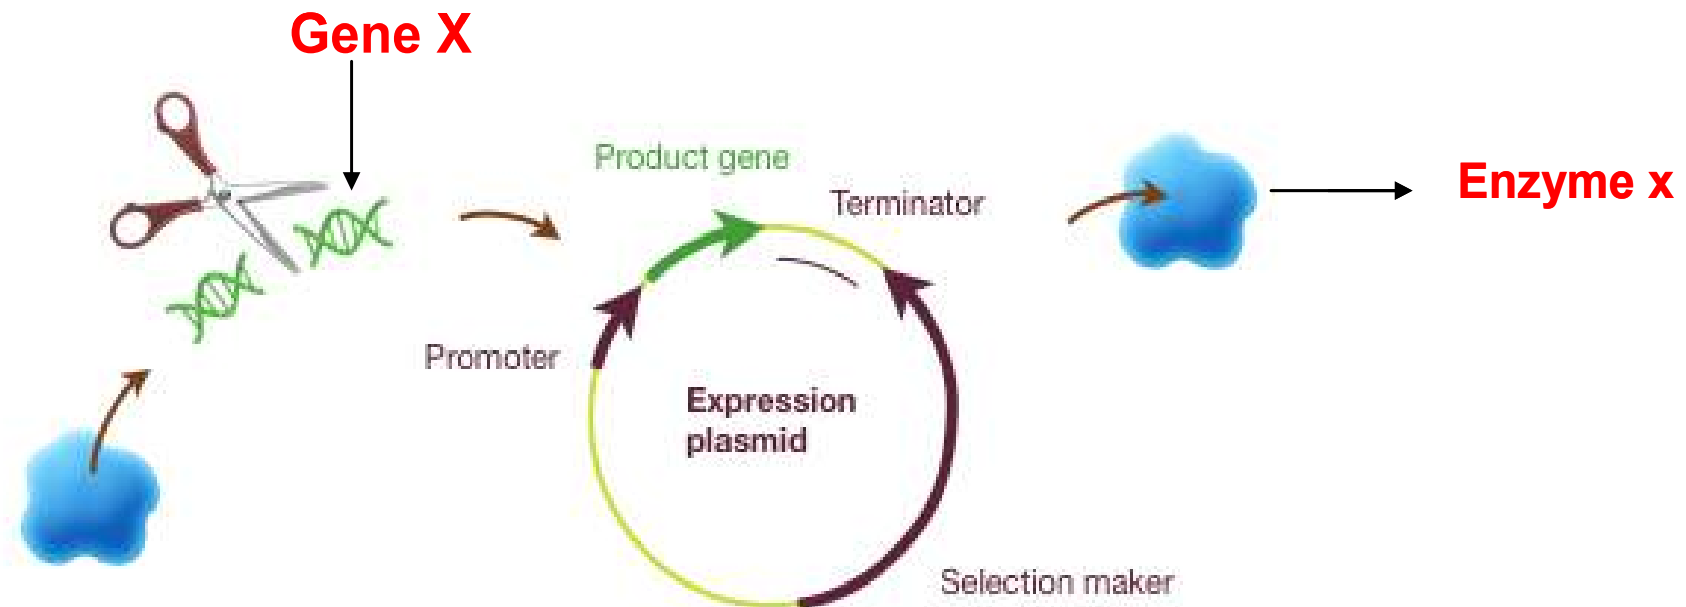 Gene X
Product gene
Terminator
Enzyme x
Promoter
Expression
plasmid
Selection maker